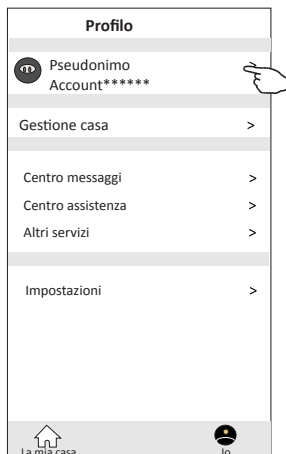 Profilo
Pseudonimo
Account******
Gestione casa >
Centro messaggi >
Centro assistenza >
Altri servizi >
Impostazioni >
La mia casa Io